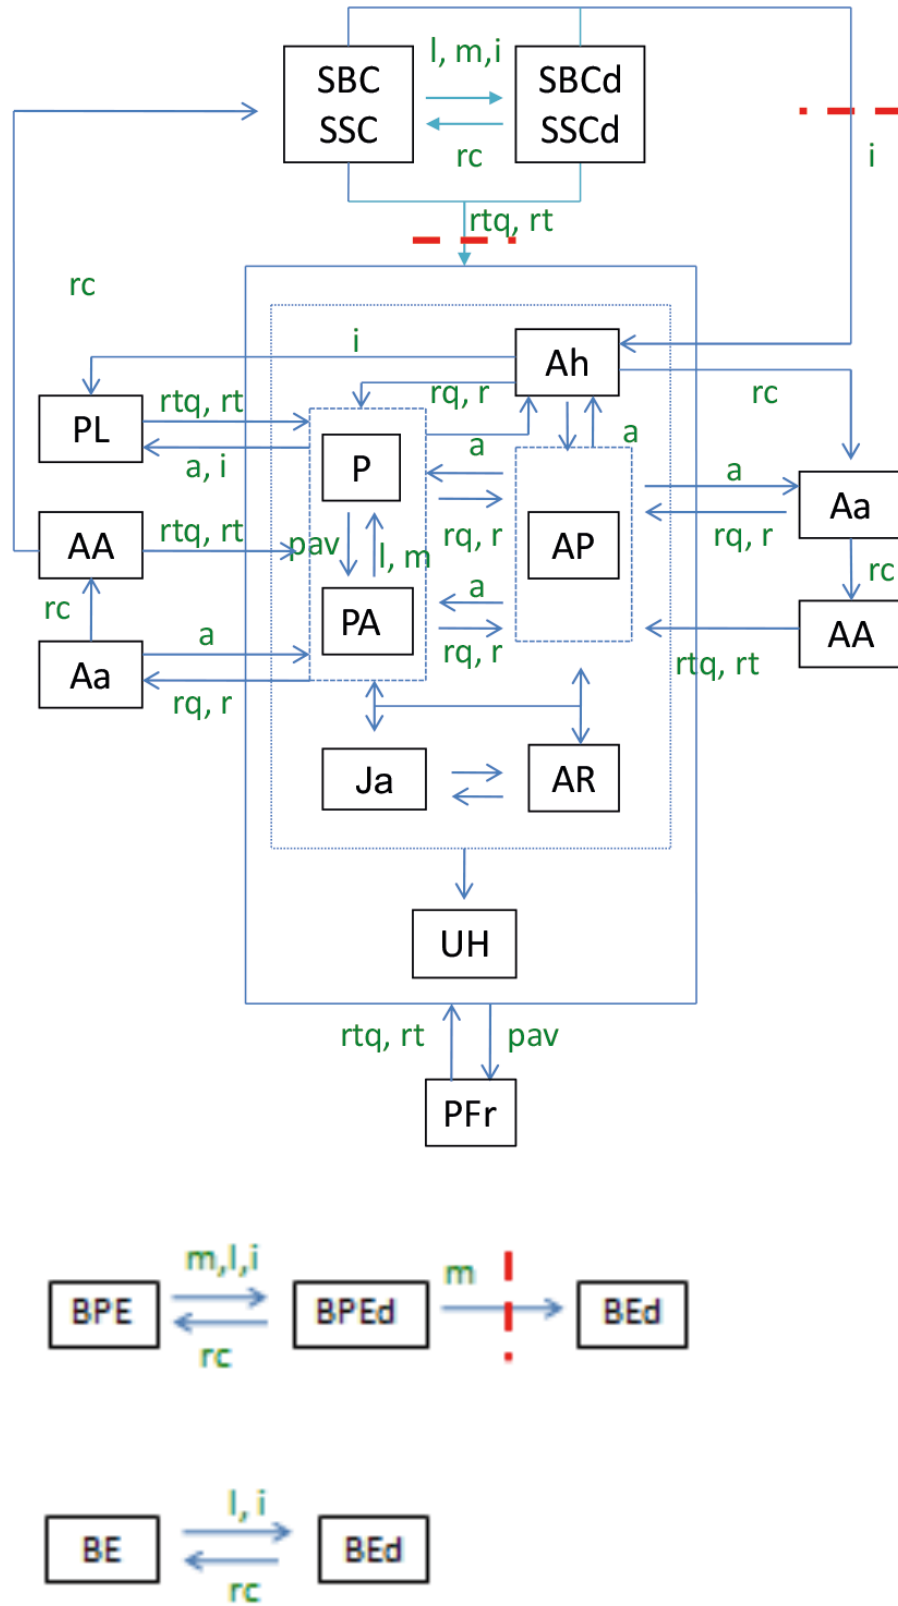 l, m,i
SBC
SSC
SBCd
SSCd
rc
i
rtq, rt
rc
i
Ah
rq, r
rc
PL
rtq, rt
a, i
P
a
a
a
Aa
rq, r
rq, r
AA
rtq, rt
pav
l, m
AP
rc
rc
a
PA
a
rq, r
AA
rtq, rt
Aa
rq, r
Ja
AR
UH
rtq, rt
pav
PFr
m,l,i
m
BPE
BPEd
BEd
rc
l, i
BE
BEd
rc